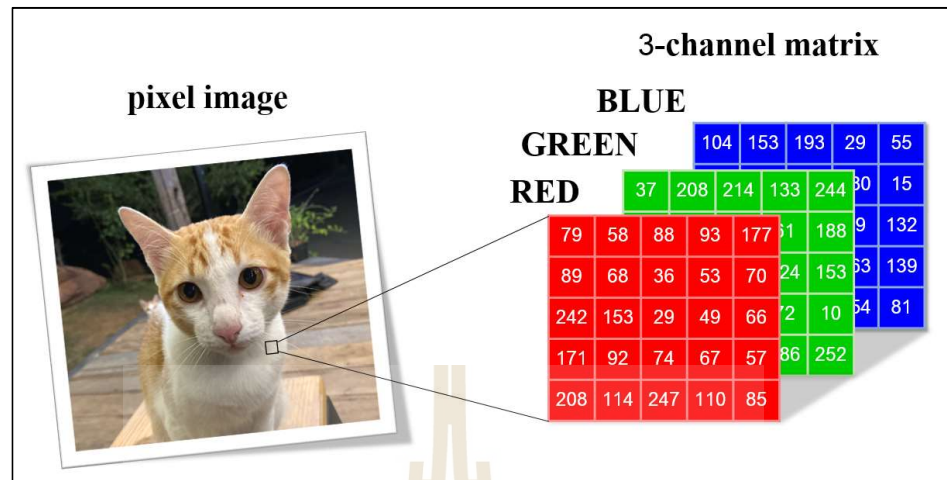 3-channel matrix
pixel image
BLUE
GREEN
RED
104 153 193 29 55
15
132
139
81
37 208 214 133 244
188
153
10
252
79 58 88 93 177
89 68 36 53 70
242 153 29 49 66
171 92 74 67 57
208 114 247 110 85